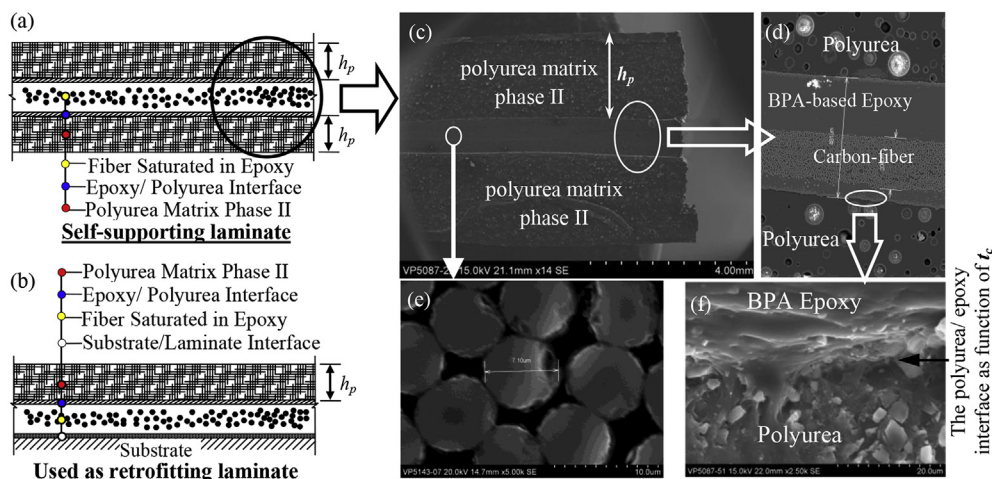 (a)
h_p
h_p
Fiber Saturated in Epoxy
Epoxy/ Polyurea Interface
Polyurea Matrix Phase II
Self-supporting laminate
(b)
Polyurea Matrix Phase II
Epoxy/ Polyurea Interface
Fiber Saturated in Epoxy
Substrate/Laminate Interface
h_p
Substrate
Used as retrofitting laminate
(c)
polyurea matrix
phase II
h_p
polyurea matrix
phase II
15.0kV 21.1mm x14 SE
4.00mm
(d)
Polyurea
BPA-based Epoxy
Carbon-fiber
Polyurea
(e)
7.10um
VP5143-07 20.0kV 14.7mm x5.00k SE
10.0um
(f)
BPA Epoxy
Polyurea
VP5087-51 15.0kV 22.0mm x2.50k SE
20.0um
The polyurea/ epoxy
interface as function of t_c